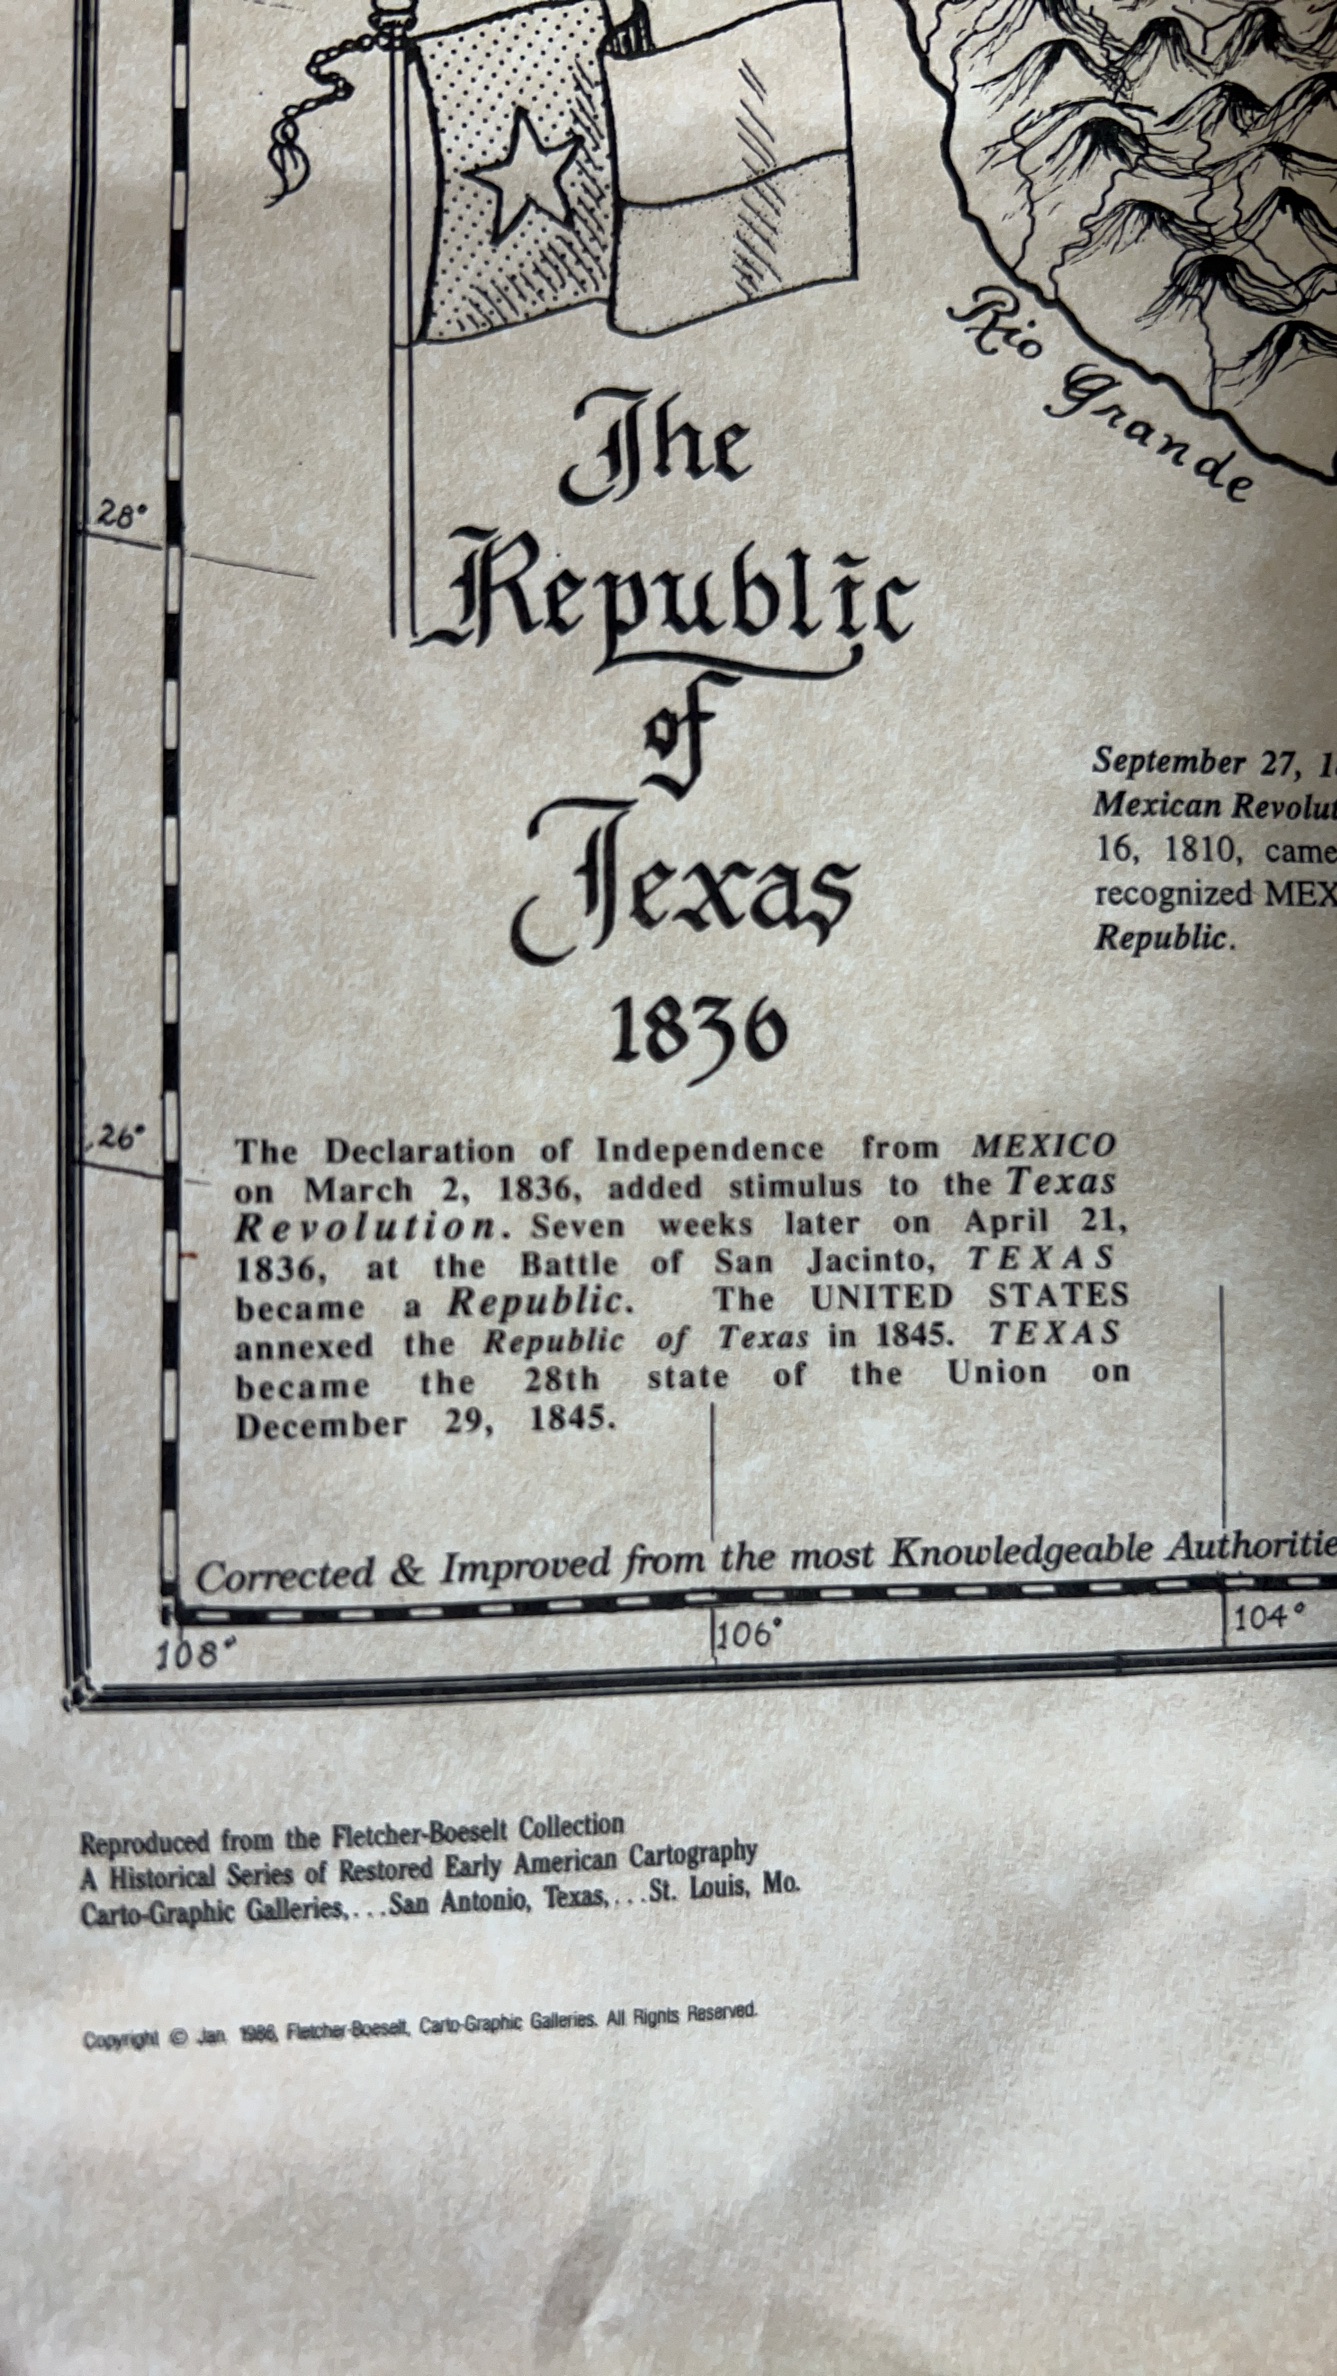 Rio Grande
The
Republic
of
Texas
1836
28°
September 27,
Mexican
16, 1810, came
recognized
Republic.
26°
The Declaration of Independence from MEXICO
on March 2, 1836, added stimulus to the Texas
Revolution. Seven weeks later on April 21,
1836, at the Battle of San Jacinto, TEXAS
became a Republic. The UNITED STATES
annexed the Republic of Texas in 1845. TEXAS
became the 28th state of the Union on
December 29, 1845.
Corrected & Improved from the most Knowledgeable
108° 106° 104°
Reproduced from the Fletcher-Boeselt Collection
A Historical Series of Restored Early American Cartography
Carto-Graphic Galleries,...San Antonio, Texas,...St. Louis, Mo.
Copyright © Jan. 1986, Fletcher-Boeselt, Carto-Graphic Galleries. All Rights Reserved.